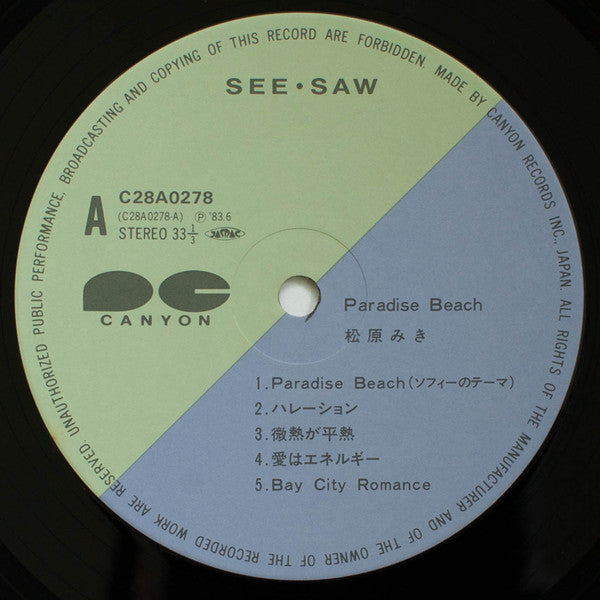 UNAUTHORIZED PUBLIC PERFORMANCE, BROADCASTING AND COPYING OF THIS RECORD ARE FORBIDDEN. MADE BY CANYON RECORDS INC., JAPAN. ALL RIGHTS OF THE MANUFACTURER AND OF THE OWNER OF THE RECORDED WORK ARE RESERVED.
SEE・SAW
A
C28A0278
(C28A0278-A) Ⓟ '83.6
STEREO 33 1/3 JASRAC
PC
CANYON
Paradise Beach
松原みき
1.Paradise Beach(ソフィーのテーマ)
2.ハレーション
3.微熱が平熱
4.愛はエネルギー
5.Bay City Romance